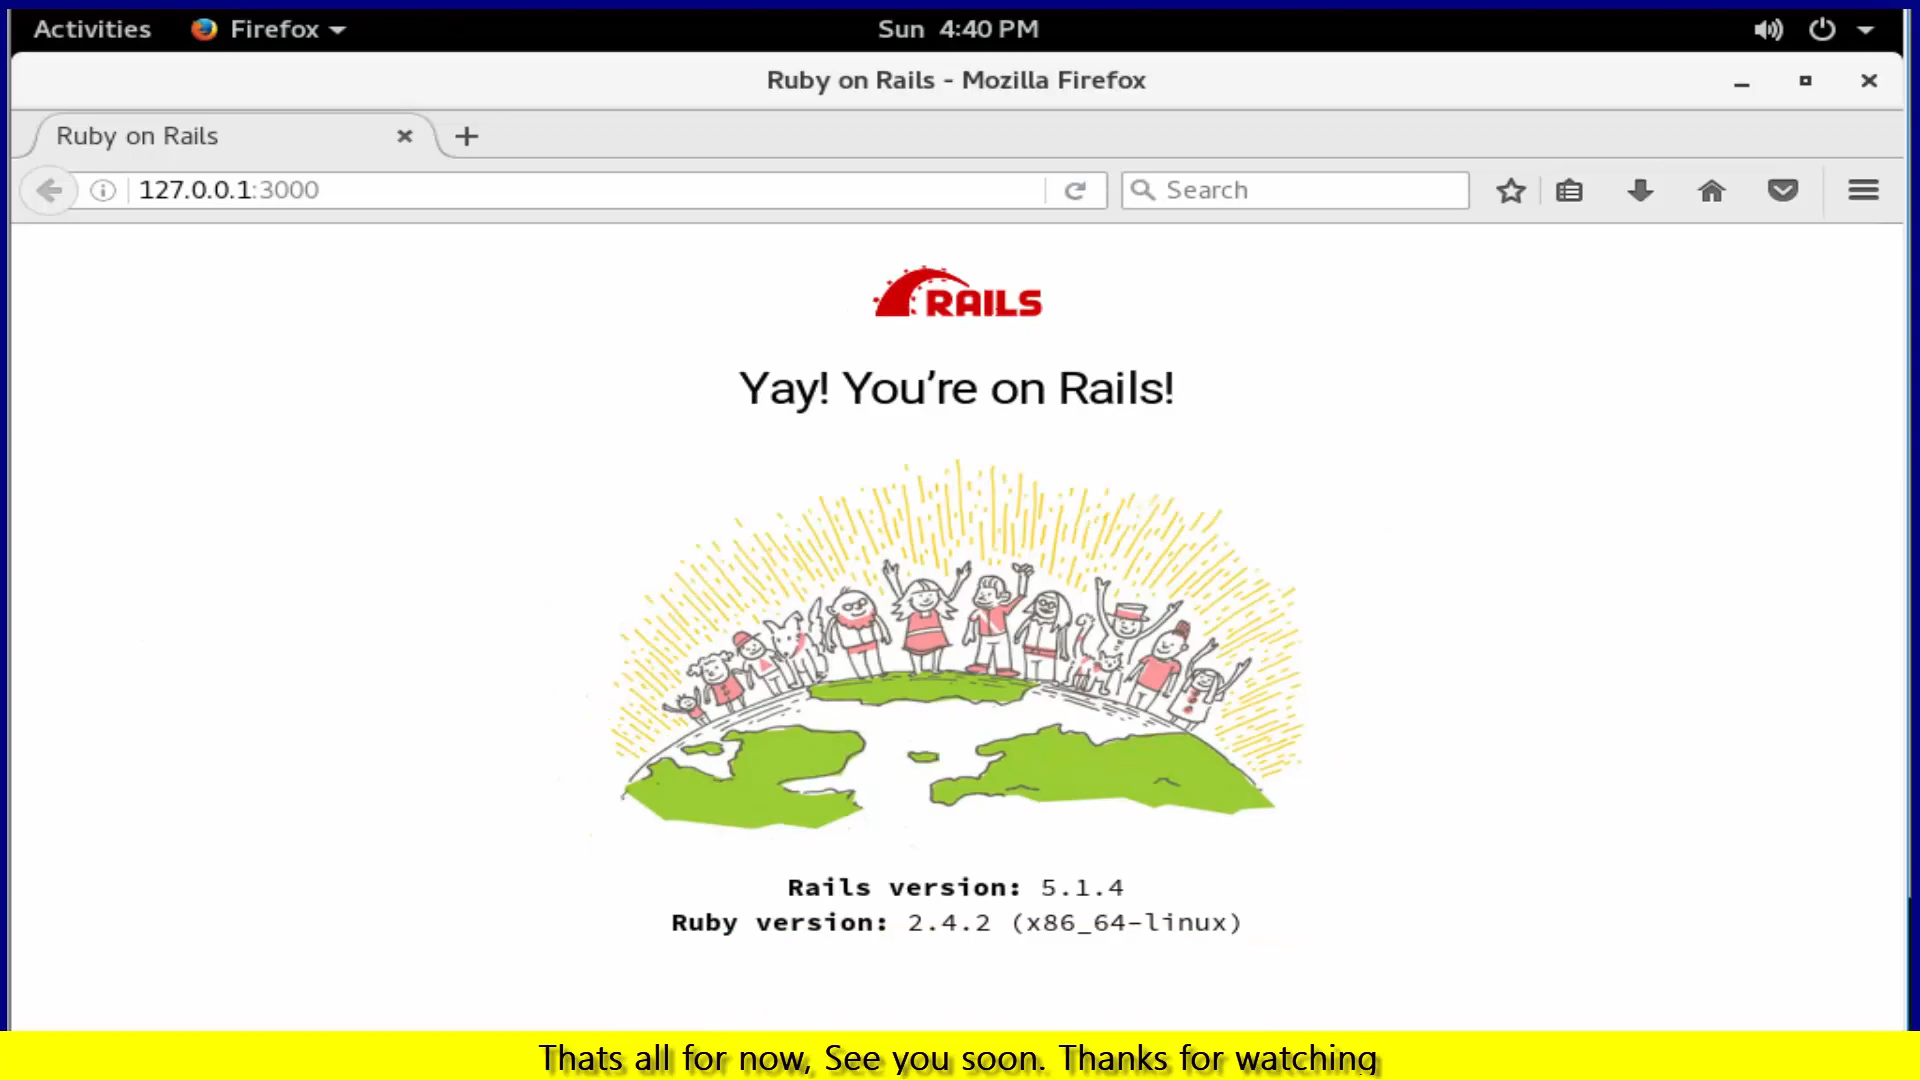 Activities Firefox Sun 4:40 PM
Ruby on Rails - Mozilla Firefox
Ruby on Rails
127.0.0.1:3000 Search
RAILS
Yay! You’re on Rails!
Rails version: 5.1.4
Ruby version: 2.4.2 (x86_64-linux)
Thats all for now, See you soon. Thanks for watching